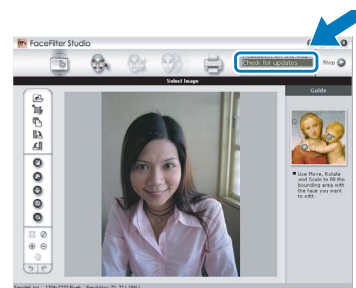 FaceFilter Studio
Check for updates
Step
Select Image
Guide
Use Move, Rotate
and Scale to fill the
bounding area with
the face you want
to edit.